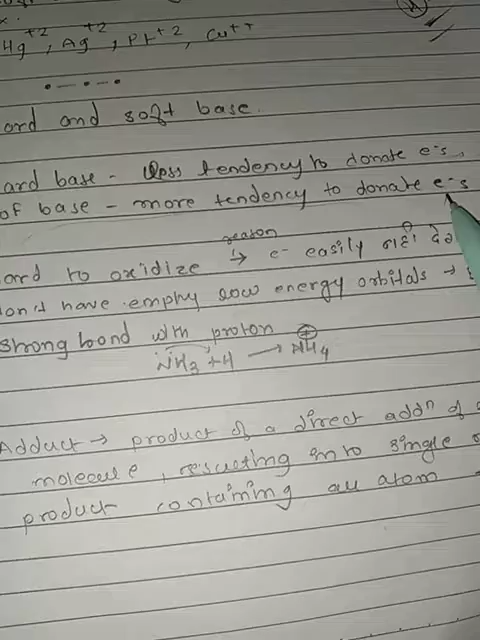 Hg+2, Ag+2, Pt+2, Cu++
ard and soft base.
ard base - less tendency to donate e-s,
of base - more tendency to donate e-s
reason
ard to oxidize → e- easily नही दे
don't have empty low energy orbitals →
strong bond with proton
NH3 + H → NH4 +
Adduct → product of a direct addn of
molecule, resulting into single
product containing all atom